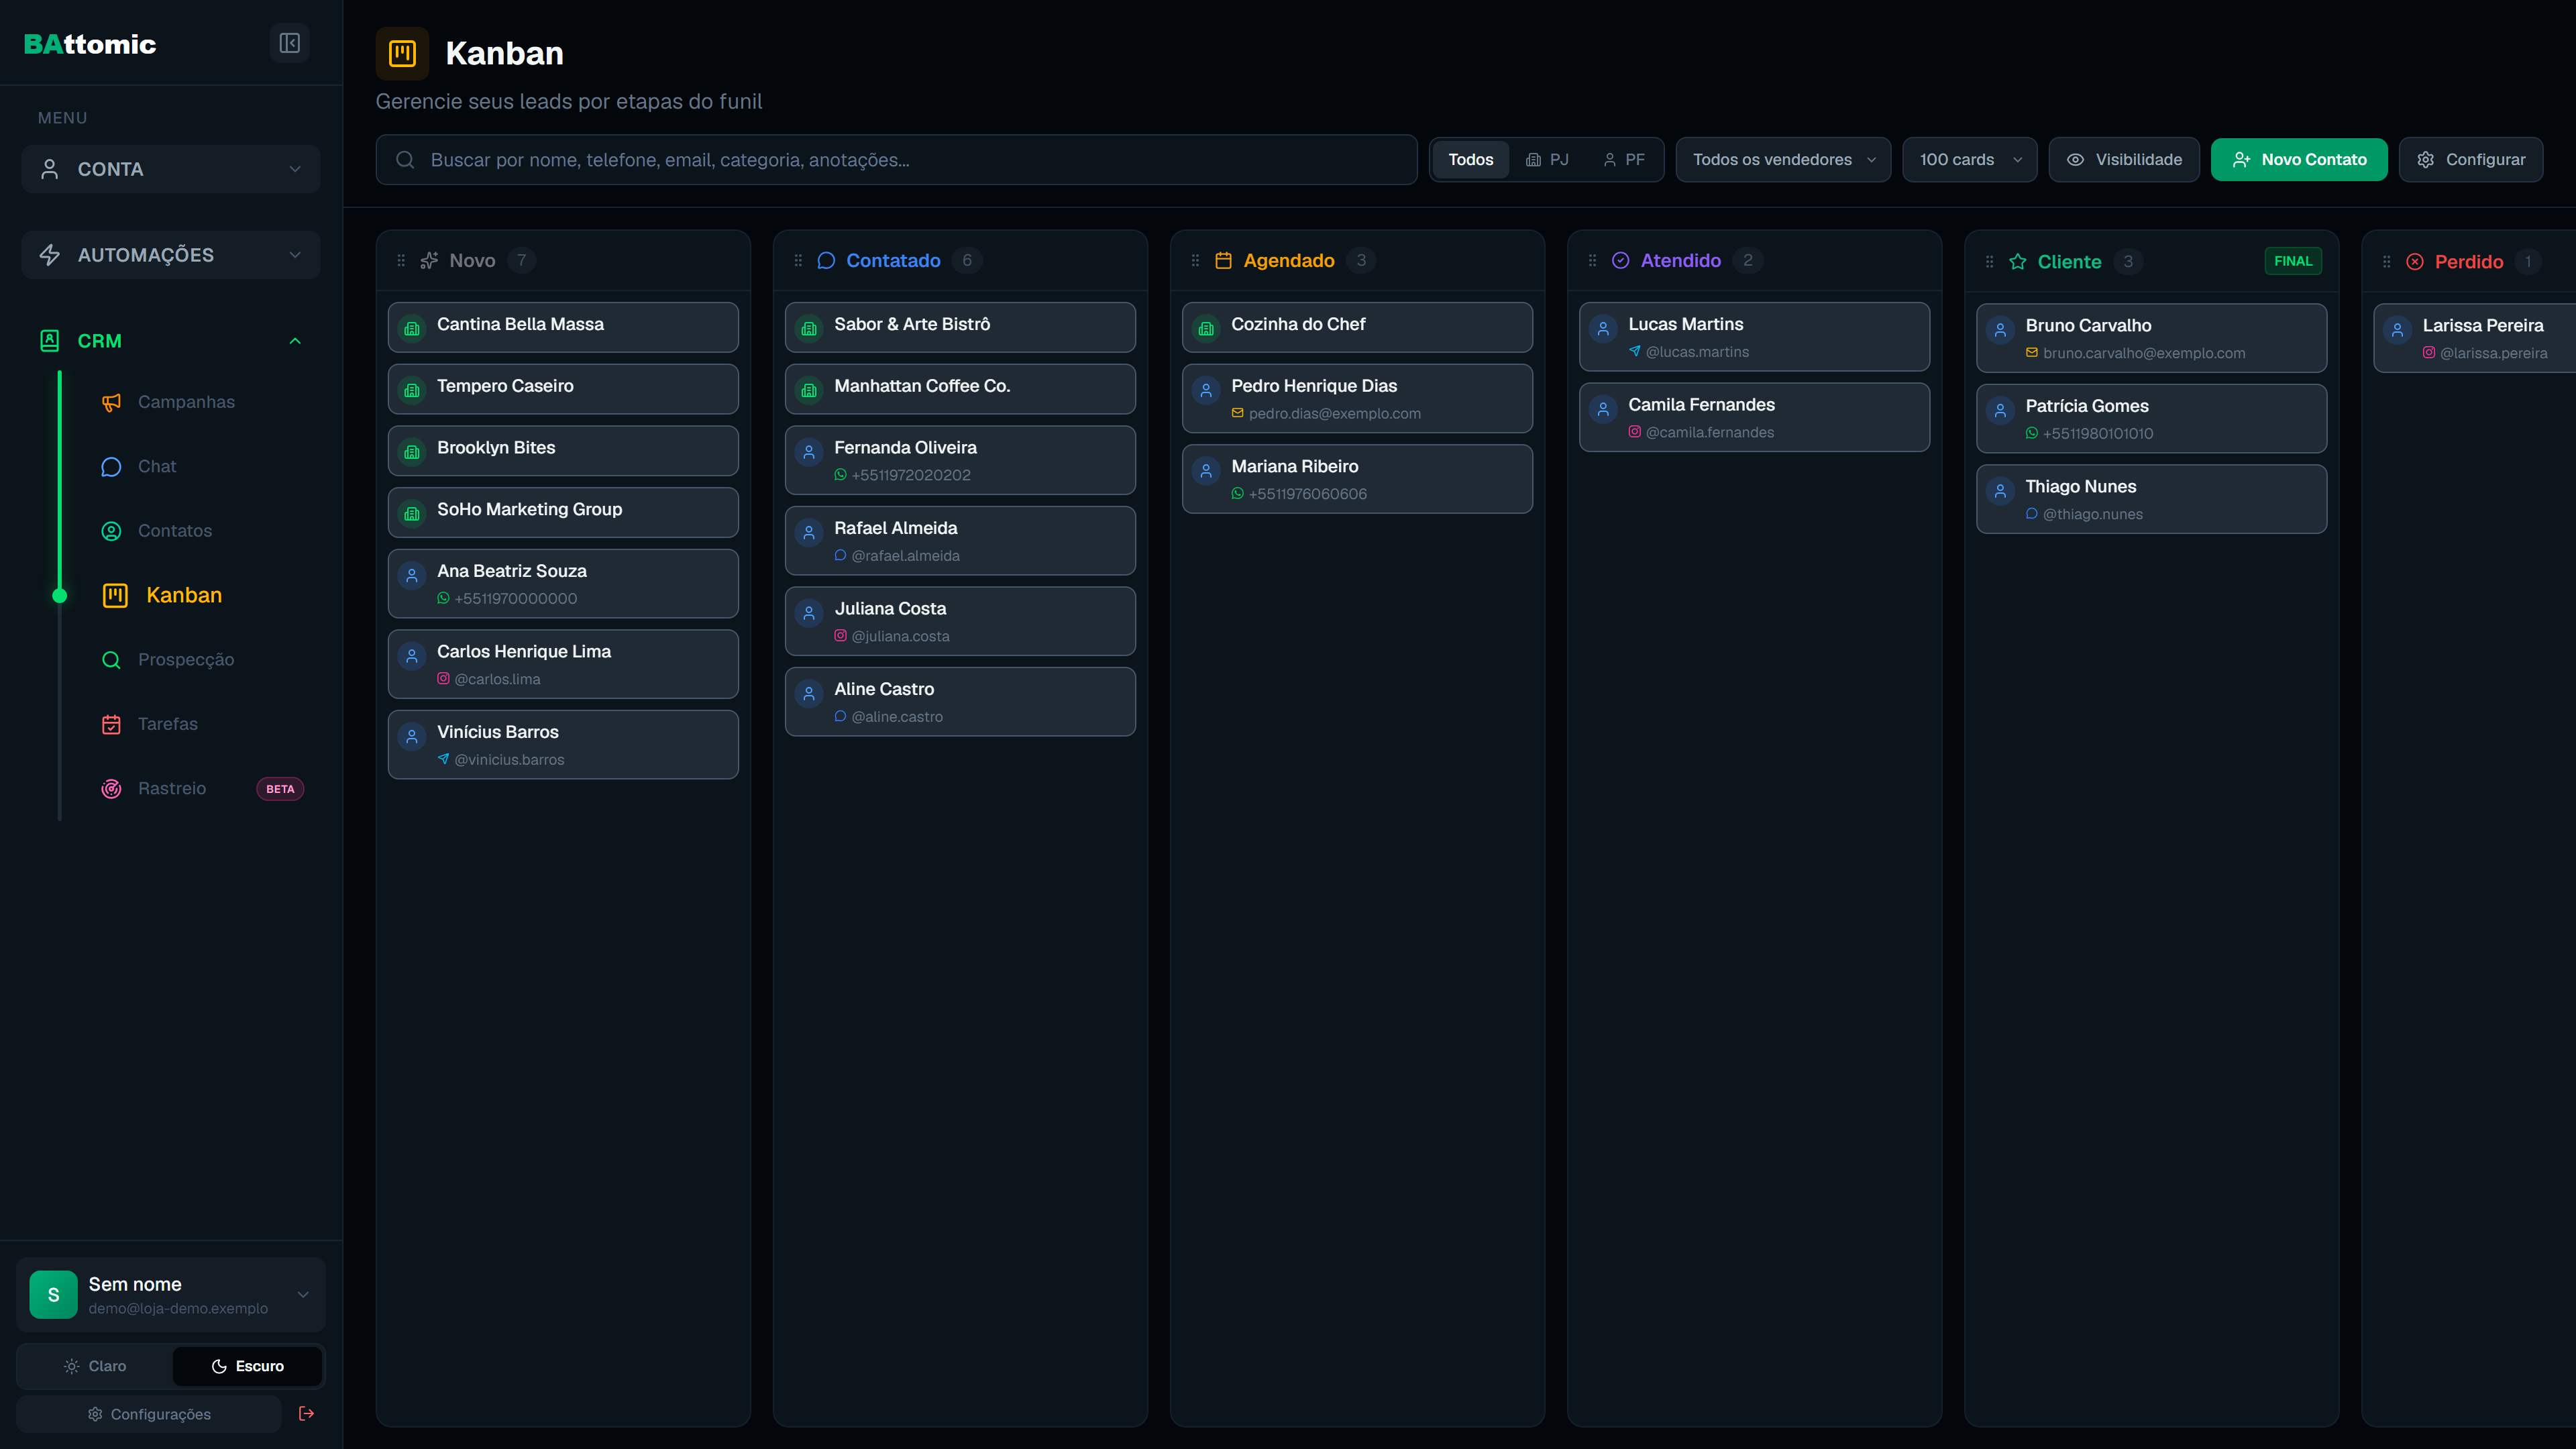 BAttomic
MENU
CONTA
AUTOMAÇÕES
CRM
Campanhas
Chat
Contatos
Kanban
Prospecção
Tarefas
Rastreio BETA
S
Sem nome
demo@loja-demo.exemplo
Claro Escuro
Configurações
Kanban
Gerencie seus leads por etapas do funil
Buscar por nome, telefone, email, categoria, anotações...
Todos PJ PF
Todos os vendedores
100 cards
Visibilidade
Novo Contato
Configurar
Novo 7
Cantina Bella Massa
Tempero Caseiro
Brooklyn Bites
SoHo Marketing Group
Ana Beatriz Souza
+5511970000000
Carlos Henrique Lima
@carlos.lima
Vinícius Barros
@vinicius.barros
Contatado 6
Sabor & Arte Bistrô
Manhattan Coffee Co.
Fernanda Oliveira
+5511972020202
Rafael Almeida
@rafael.almeida
Juliana Costa
@juliana.costa
Aline Castro
@aline.castro
Agendado 3
Cozinha do Chef
Pedro Henrique Dias
pedro.dias@exemplo.com
Mariana Ribeiro
+5511976060606
Atendido 2
Lucas Martins
@lucas.martins
Camila Fernandes
@camila.fernandes
Cliente 3 FINAL
Bruno Carvalho
bruno.carvalho@exemplo.com
Patrícia Gomes
+5511980101010
Thiago Nunes
@thiago.nunes
Perdido 1
Larissa Pereira
@larissa.pereira